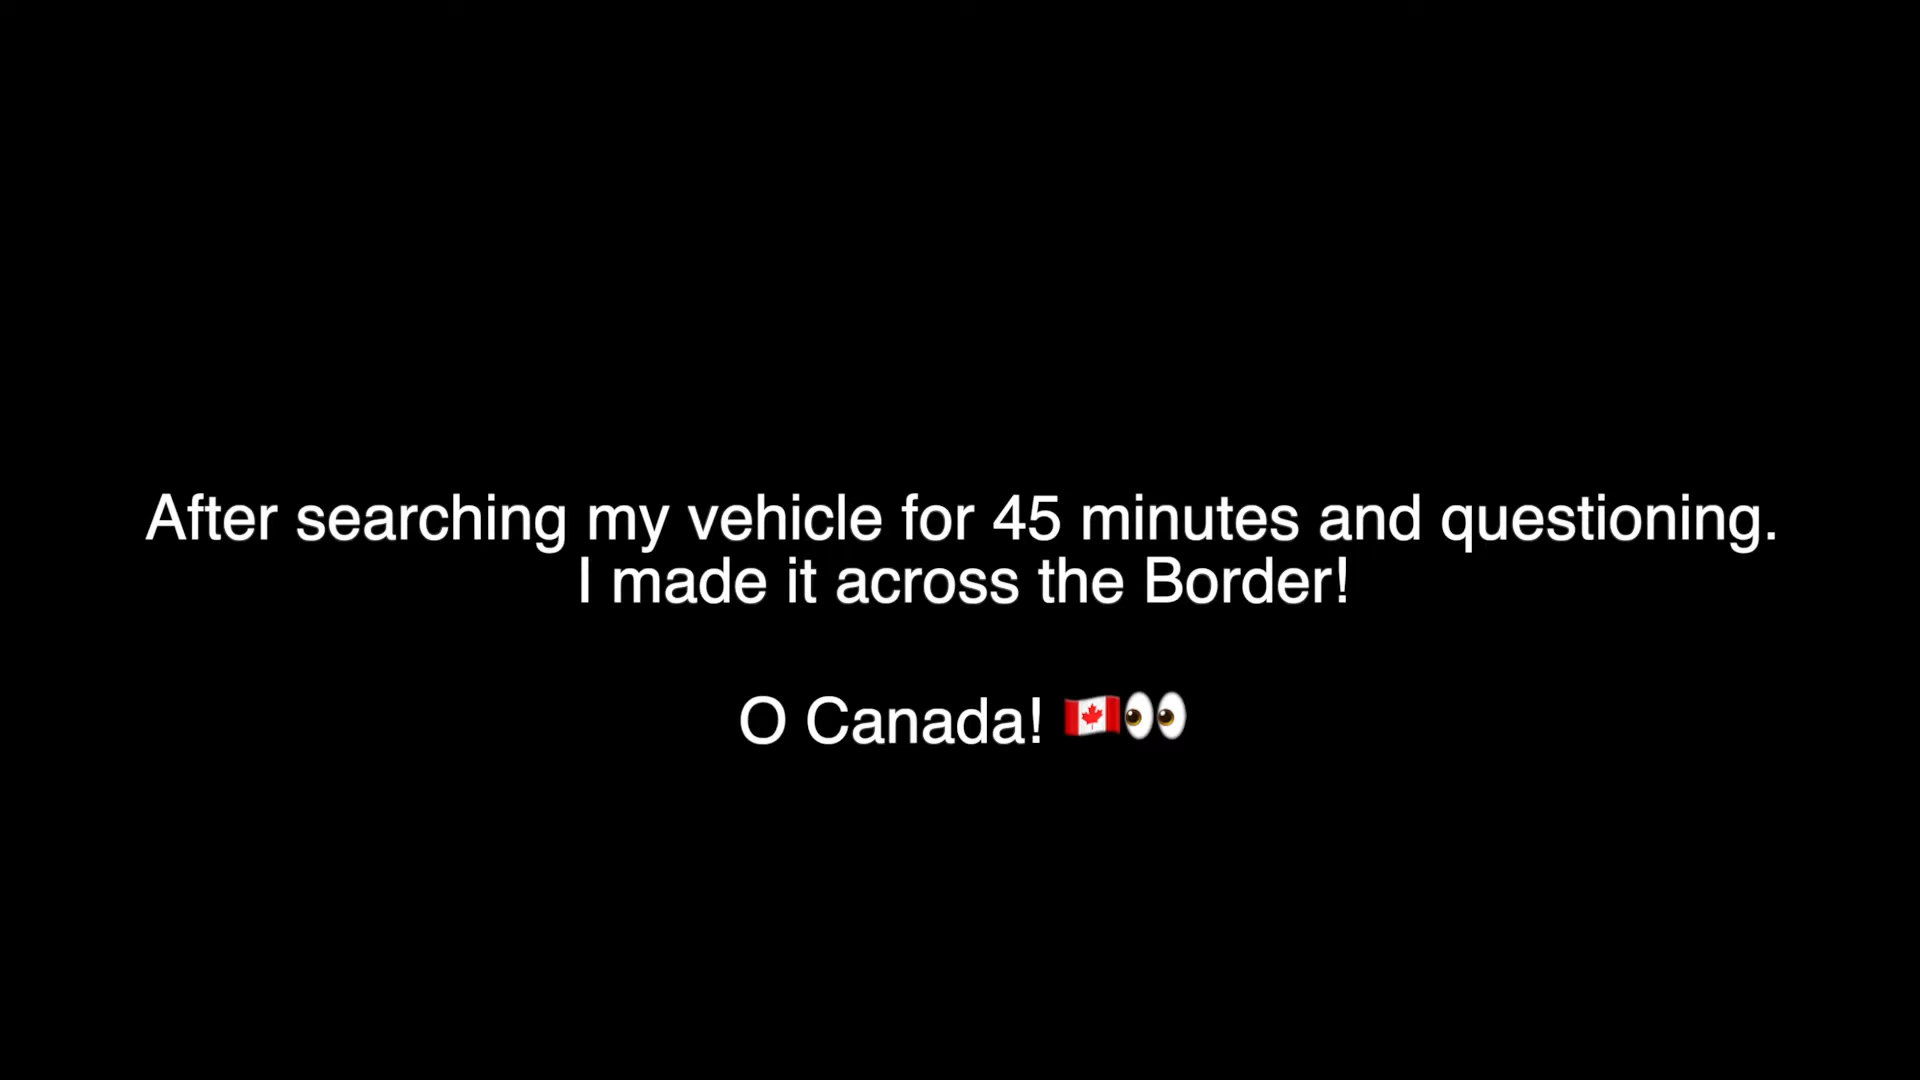 After searching my vehicle for 45 minutes and questioning.
I made it across the Border!
O Canada! 🇨🇦👀